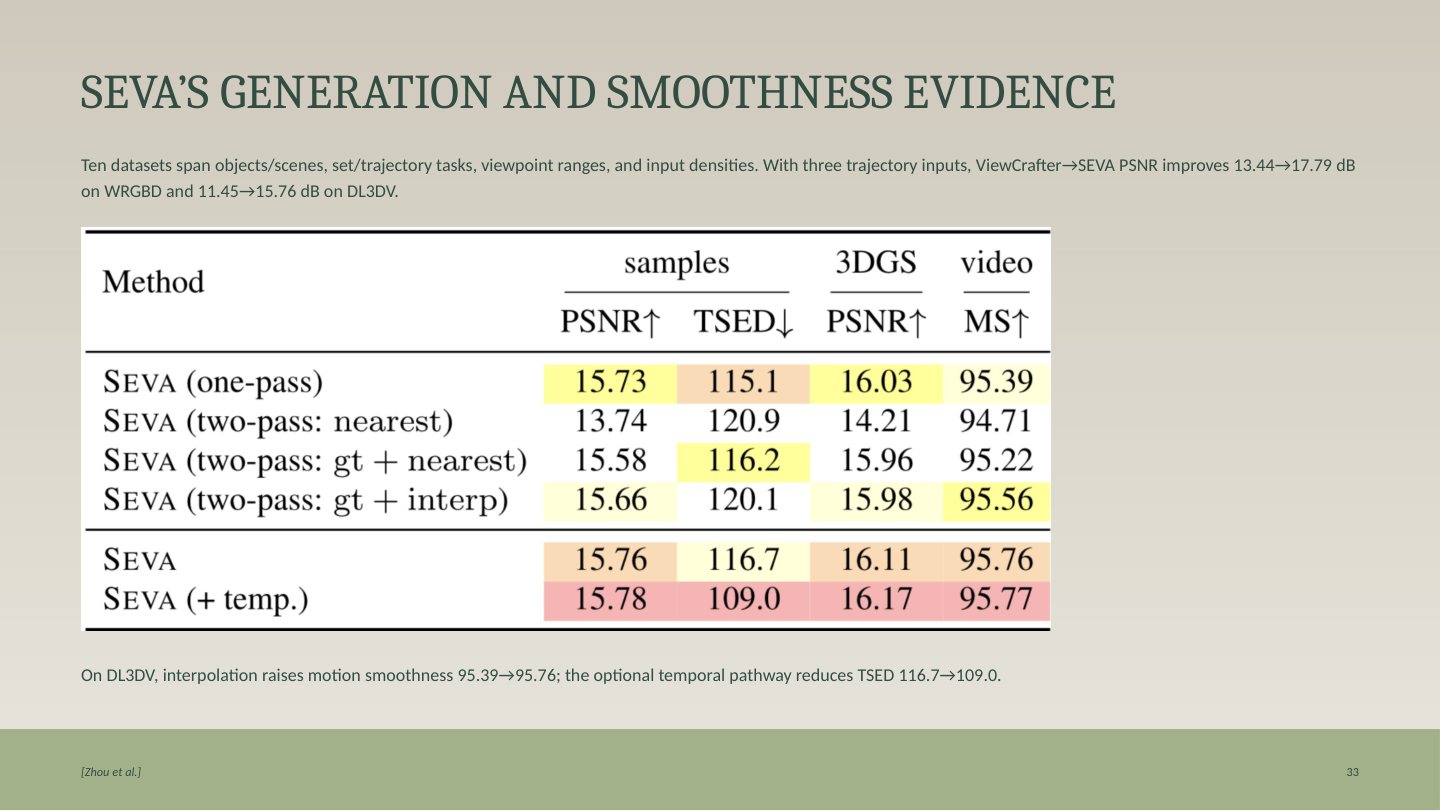 SEVA’S GENERATION AND SMOOTHNESS EVIDENCE
Ten datasets span objects/scenes, set/trajectory tasks, viewpoint ranges, and input densities. With three trajectory inputs, ViewCrafter→SEVA PSNR improves 13.44→17.79 dB
on WRGBD and 11.45→15.76 dB on DL3DV.
Method samples 3DGS video
PSNR↑ TSED↓ PSNR↑ MS↑
SEVA (one-pass) 15.73 115.1 16.03 95.39
SEVA (two-pass: nearest) 13.74 120.9 14.21 94.71
SEVA (two-pass: gt + nearest) 15.58 116.2 15.96 95.22
SEVA (two-pass: gt + interp) 15.66 120.1 15.98 95.56
SEVA 15.76 116.7 16.11 95.76
SEVA (+ temp.) 15.78 109.0 16.17 95.77
On DL3DV, interpolation raises motion smoothness 95.39→95.76; the optional temporal pathway reduces TSED 116.7→109.0.
[Zhou et al.]
33